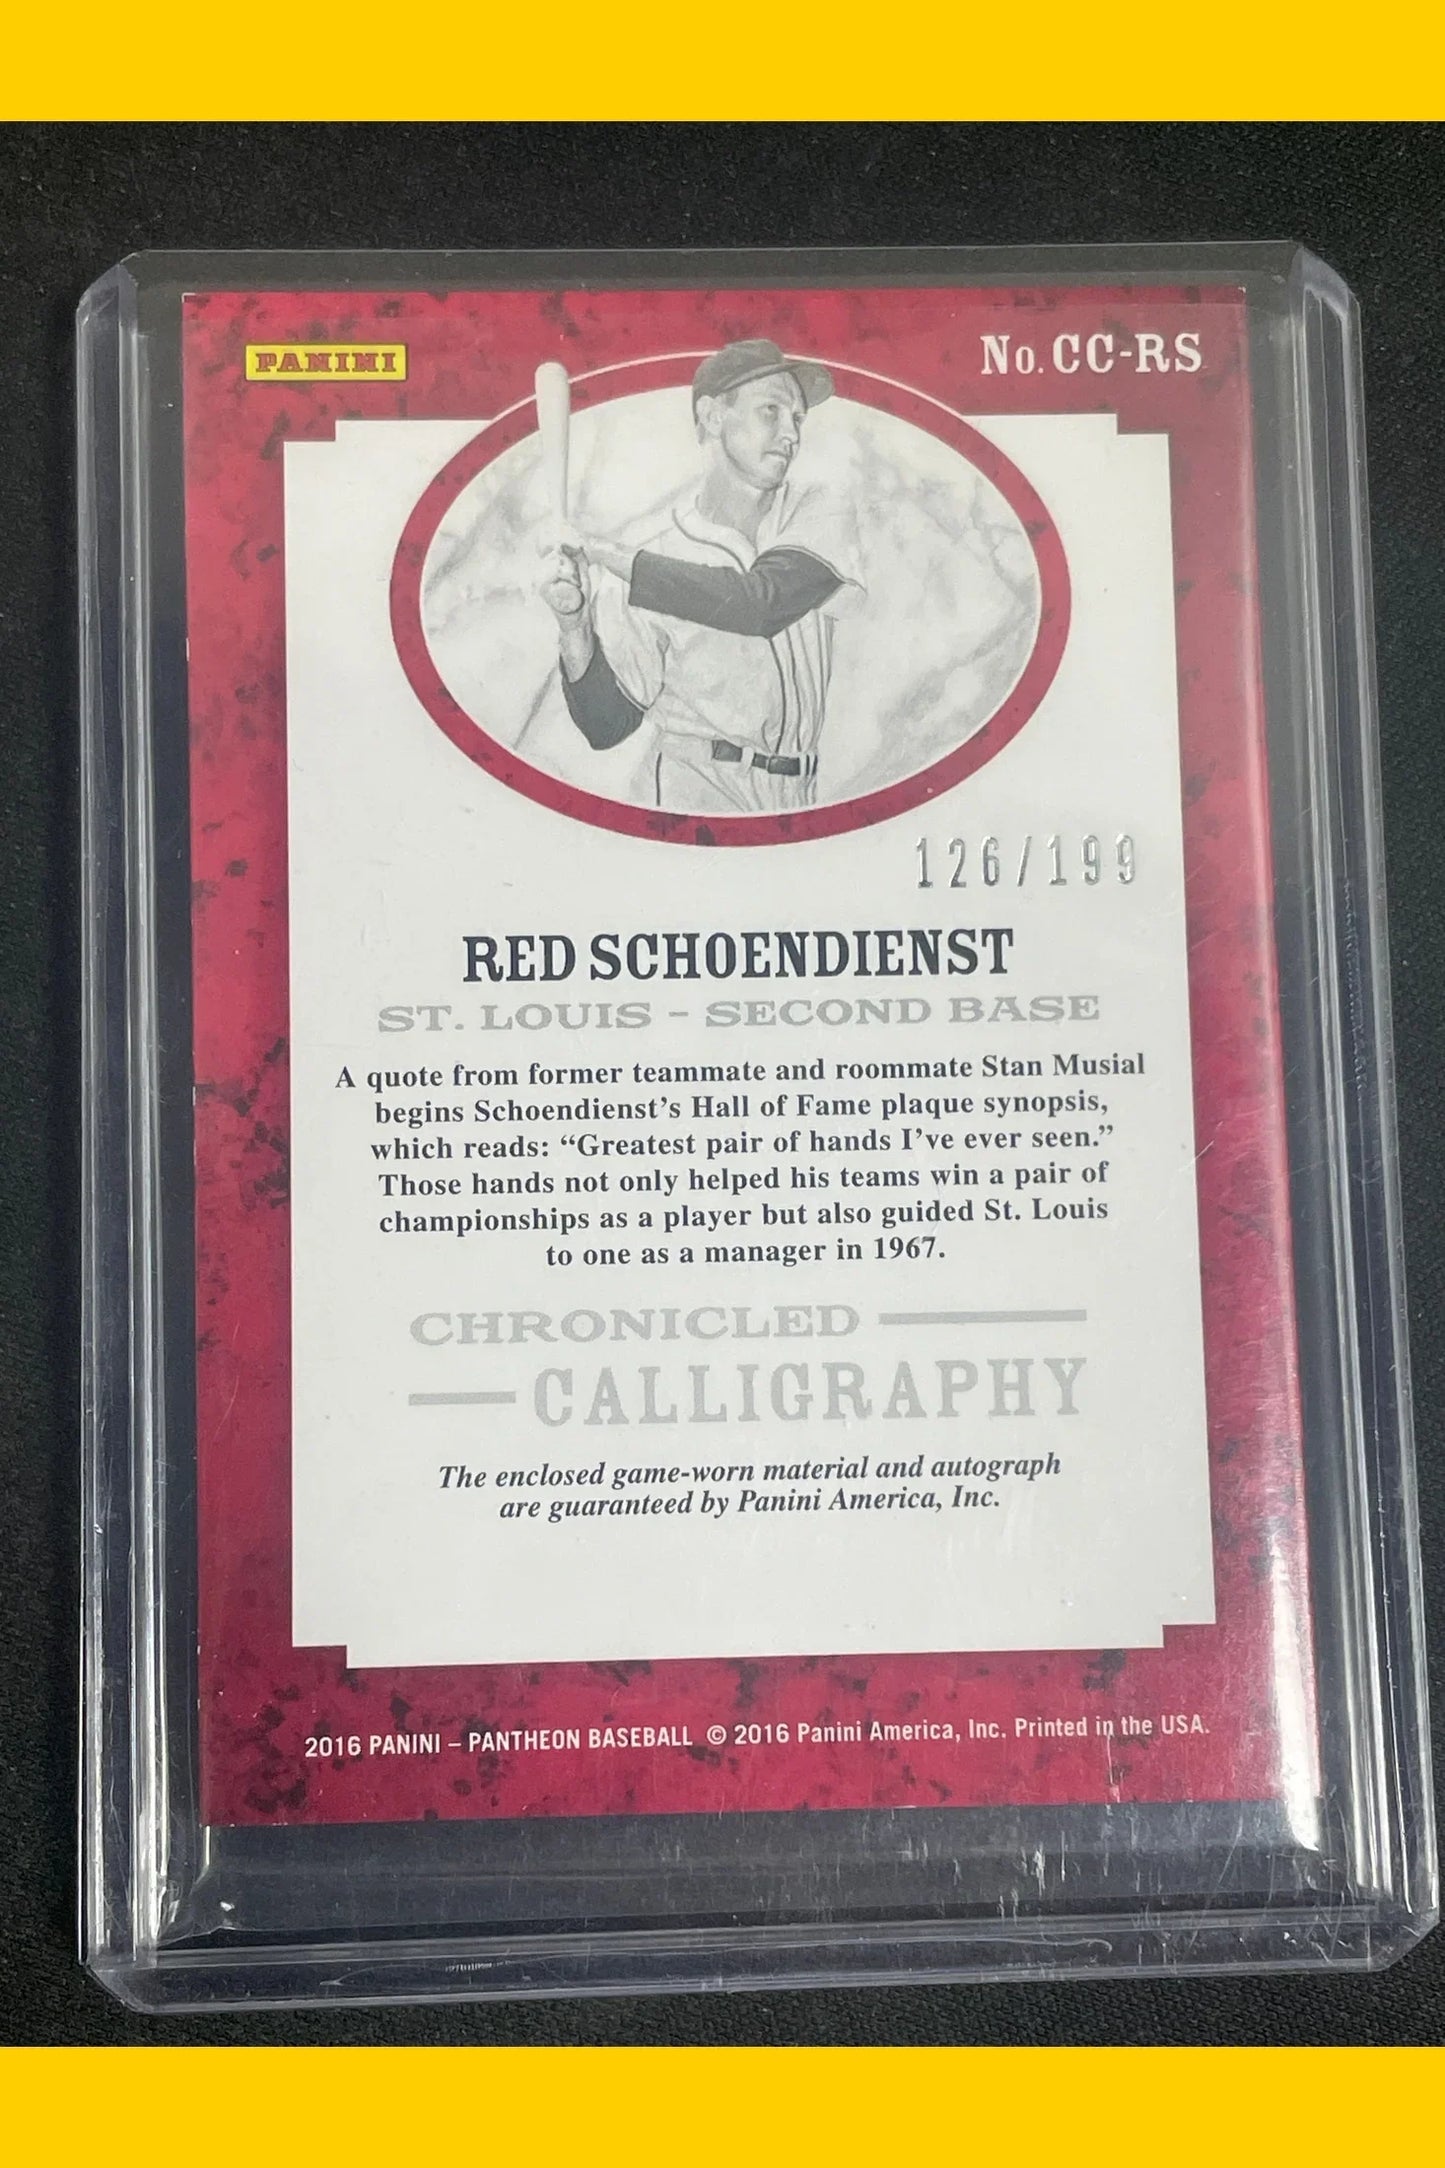 PANINI
No. CC-RS
126/199
RED SCHOENDIENST
ST. LOUIS - SECOND BASE
A quote from former teammate and roommate Stan Musial
begins Schoendienst's Hall of Fame plaque synopsis,
which reads: “Greatest pair of hands I've ever seen.”
Those hands not only helped his teams win a pair of
championships as a player but also guided St. Louis
to one as a manager in 1967.
CHRONICLED
CALLIGRAPHY
The enclosed game-worn material and autograph
are guaranteed by Panini America, Inc.
2016 PANINI – PANTHEON BASEBALL © 2016 Panini America, Inc. Printed in the USA.